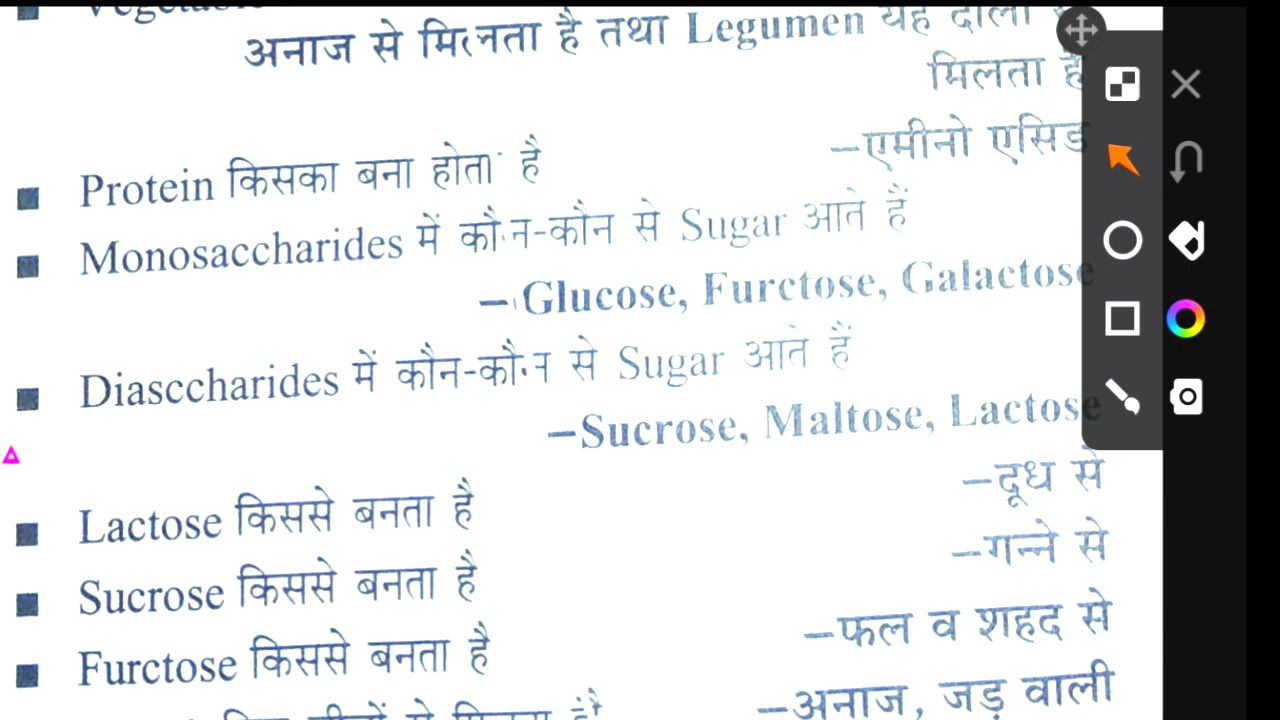 अनाज से मिलता है तथा Legumen यह दालों
मिलता है
■ Protein किसका बना होता है –एमीनो एसिड
■ Monosaccharides में कौन-कौन से Sugar आते हैं
–Glucose, Furctose, Galactose
■ Diasccharides में कौन-कौन से Sugar आते हैं
–Sucrose, Maltose, Lactose
■ Lactose किससे बनता है –दूध से
■ Sucrose किससे बनता है –गन्ने से
■ Furctose किससे बनता है –फल व शहद से
–अनाज, जड़ वाली